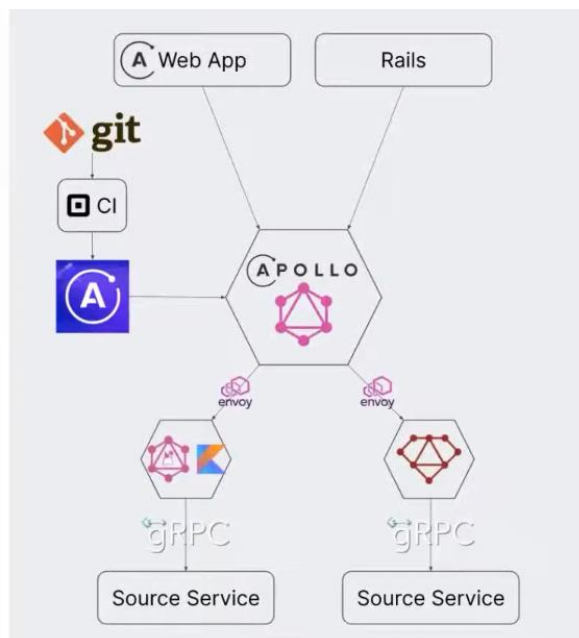 A Web App
Rails
git
CI
A
APOLLO
envoy
envoy
gRPC
gRPC
Source Service
Source Service